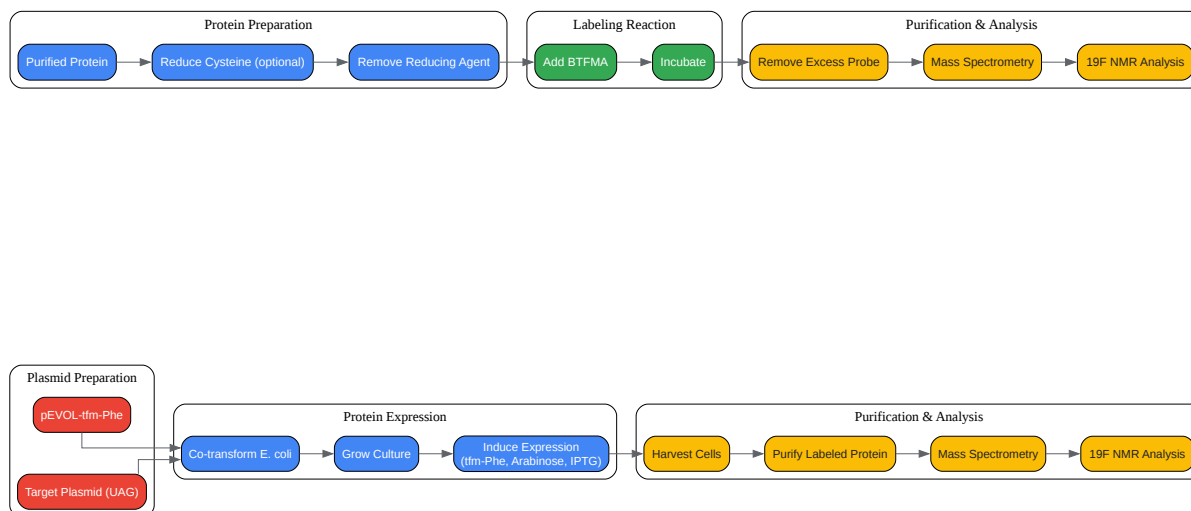 Protein Preparation
Purified Protein
Reduce Cysteine (optional)
Remove Reducing Agent
Labeling Reaction
Add BTFMA
Incubate
Purification & Analysis
Remove Excess Probe
Mass Spectrometry
19F NMR Analysis
Plasmid Preparation
pEVOL-tfm-Phe
Target Plasmid (UAG)
Protein Expression
Co-transform E. coli
Grow Culture
Induce Expression
(tfm-Phe, Arabinose, IPTG)
Purification & Analysis
Harvest Cells
Purify Labeled Protein
Mass Spectrometry
19F NMR Analysis